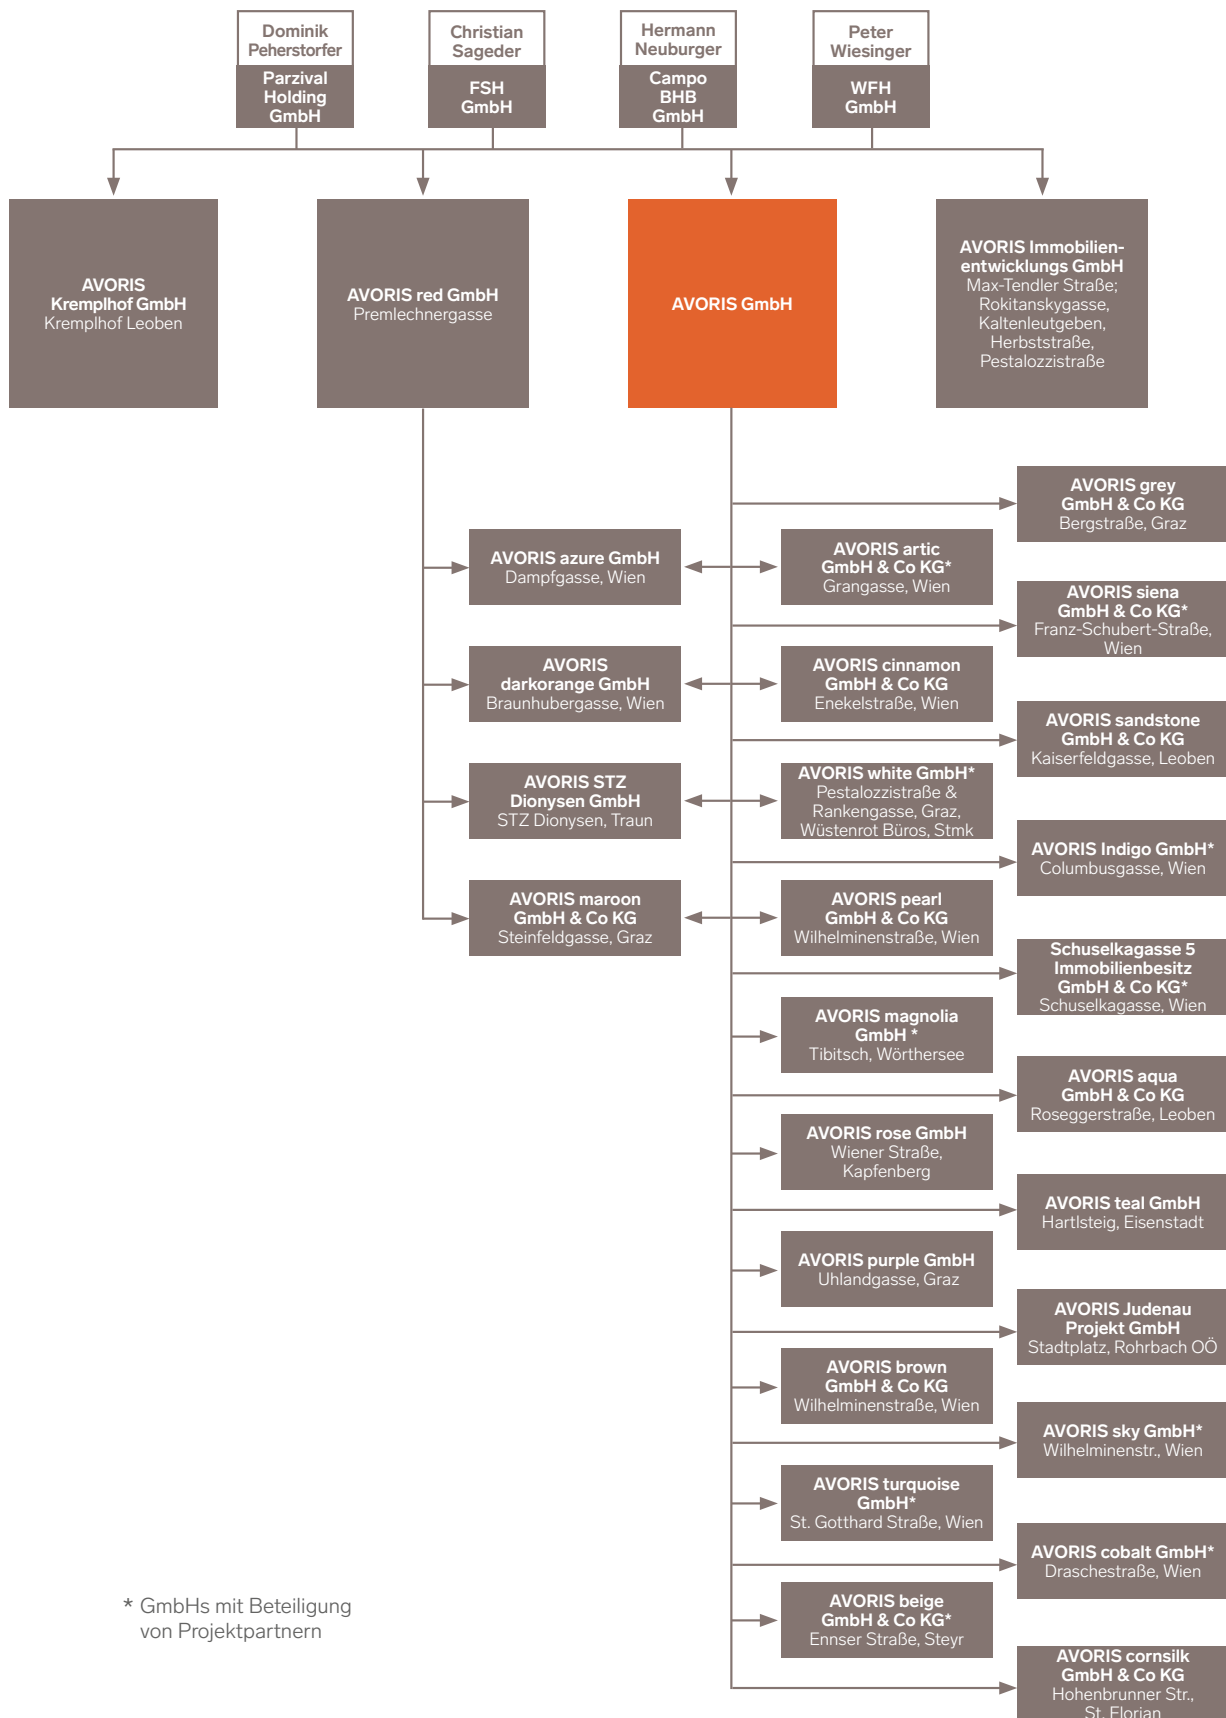 Dominik
Peherstorfer
Parzival
Holding
GmbH
Christian
Sageder
FSH
GmbH
Hermann
Neuburger
Campo
BHB
GmbH
Peter
Wiesinger
WFH
GmbH
AVORIS
Kremplhof GmbH
Kremplhof Leoben
AVORIS red GmbH
Premlechnergasse
AVORIS GmbH
AVORIS Immobilien-
entwicklungs GmbH
Max-Tendler Straße;
Rokitanskygasse,
Kaltenleutgeben,
Herbststraße,
Pestalozzistraße
AVORIS azure GmbH
Dampfgasse, Wien
AVORIS
darkorange GmbH
Braunhubergasse, Wien
AVORIS STZ
Dionysen GmbH
STZ Dionysen, Traun
AVORIS maroon
GmbH & Co KG
Steinfeldgasse, Graz
AVORIS artic
GmbH & Co KG*
Grangasse, Wien
AVORIS cinnamon
GmbH & Co KG
Enekelstraße, Wien
AVORIS white GmbH*
Pestalozzistraße &
Rankengasse, Graz,
Wüstenrot Büros, Stmk
AVORIS pearl
GmbH & Co KG
Wilhelminenstraße, Wien
AVORIS magnolia
GmbH *
Tibitsch, Wörthersee
AVORIS rose GmbH
Wiener Straße,
Kapfenberg
AVORIS purple GmbH
Uhlandgasse, Graz
AVORIS brown
GmbH & Co KG
Wilhelminenstraße, Wien
AVORIS turquoise
GmbH*
St. Gotthard Straße, Wien
AVORIS beige
GmbH & Co KG*
Ennser Straße, Steyr
AVORIS grey
GmbH & Co KG
Bergstraße, Graz
AVORIS siena
GmbH & Co KG*
Franz-Schubert-Straße,
Wien
AVORIS sandstone
GmbH & Co KG
Kaiserfeldgasse, Leoben
AVORIS Indigo GmbH*
Columbusgasse, Wien
Schuselkagasse 5
Immobilienbesitz
GmbH & Co KG*
Schuselkagasse, Wien
AVORIS aqua
GmbH & Co KG
Roseggerstraße, Leoben
AVORIS teal GmbH
Hartlsteig, Eisenstadt
AVORIS Judenau
Projekt GmbH
Stadtplatz, Rohrbach OÖ
AVORIS sky GmbH*
Wilhelminenstr., Wien
AVORIS cobalt GmbH*
Draschestraße, Wien
AVORIS cornsilk
GmbH & Co KG
Hohenbrunner Str.,
St. Florian
* GmbHs mit Beteiligung
von Projektpartnern